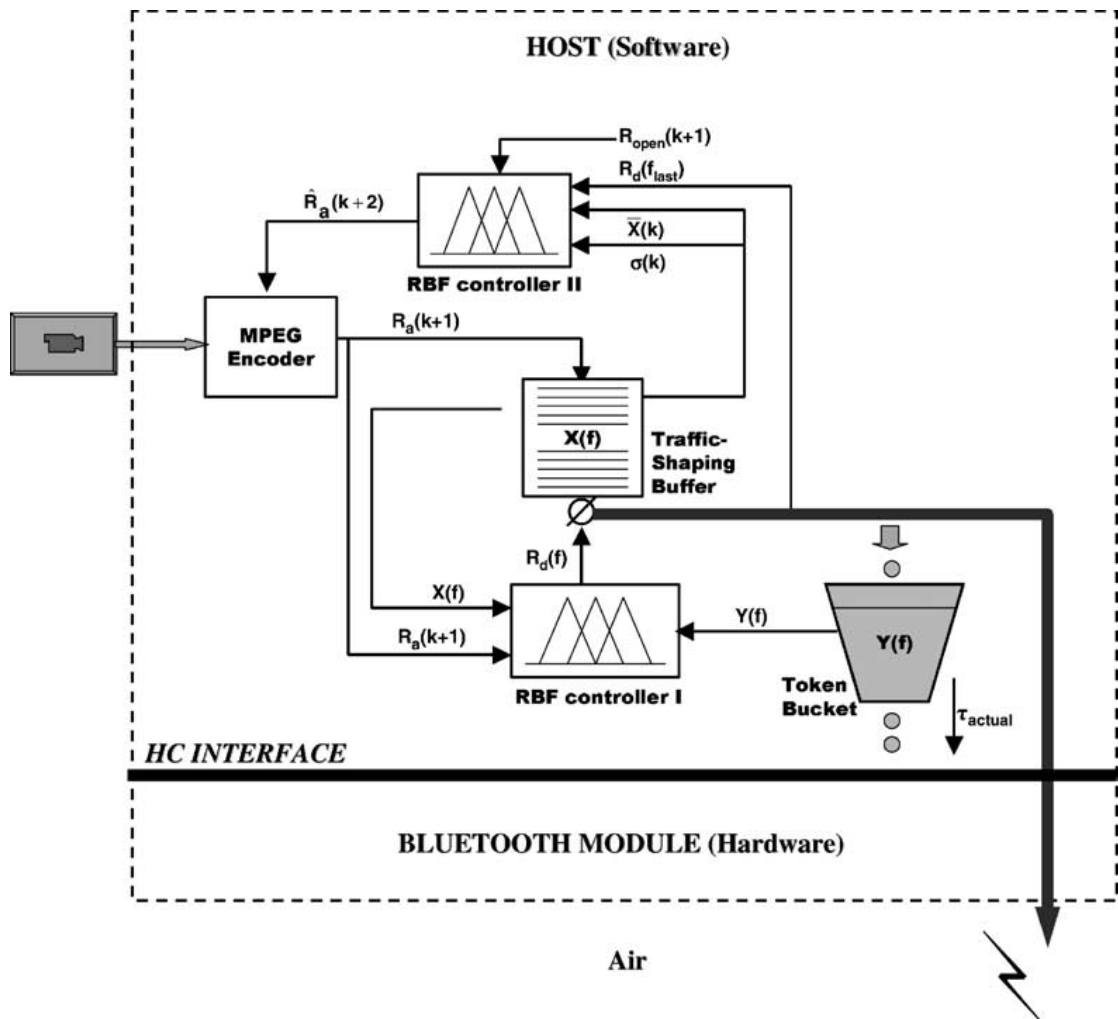 HOST (Software)
R_open(k+1)
R_d(f_last)
R̂_a(k+2)
X̅(k)
σ(k)
RBF controller II
MPEG
Encoder
R_a(k+1)
X(f)
Traffic-
Shaping
Buffer
R_d(f)
X(f)
R_a(k+1)
Y(f)
Y(f)
RBF controller I
Token
Bucket
τ_actual
HC INTERFACE
BLUETOOTH MODULE (Hardware)
Air